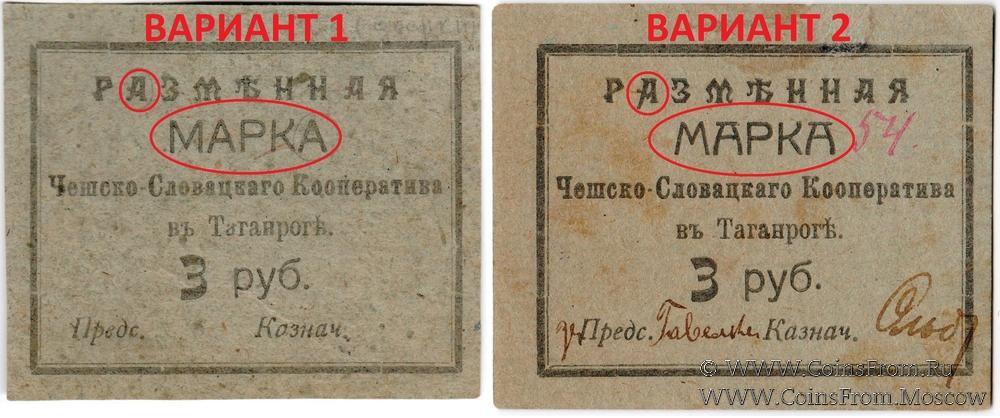 ВАРИАНТ 1
РАЗМѢННАЯ
МАРКА
Чешско-Словацкаго Кооператива
въ Таганрогѣ.
3 руб.
Предс. Казнач.
ВАРИАНТ 2
РАЗМѢННАЯ
МАРКА 54.
Чешско-Словацкаго Кооператива
въ Таганрогѣ.
3 руб.
Предс. Казнач.
© www.CoinsFrom.Ru
www.CoinsFrom.Moscow